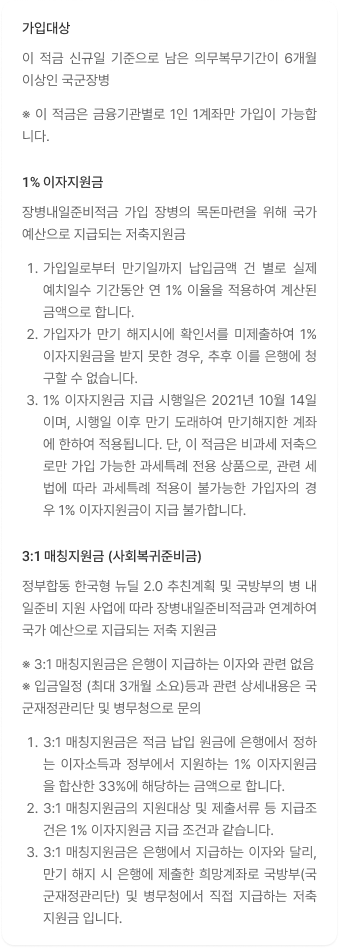 가입대상
이 적금 신규일 기준으로 남은 의무복무기간이 6개월
이상인 국군장병
※ 이 적금은 금융기관별로 1인 1계좌만 가입이 가능합
니다.
1% 이자지원금
장병내일준비적금 가입 장병의 목돈마련을 위해 국가
예산으로 지급되는 저축지원금
1. 가입일로부터 만기일까지 납입금액 건 별로 실제
예치일수 기간동안 연 1% 이율을 적용하여 계산된
금액으로 합니다.
2. 가입자가 만기 해지시에 확인서를 미제출하여 1%
이자지원금을 받지 못한 경우, 추후 이를 은행에 청
구할 수 없습니다.
3. 1% 이자지원금 지급 시행일은 2021년 10월 14일
이며, 시행일 이후 만기 도래하여 만기해지한 계좌
에 한하여 적용됩니다. 단, 이 적금은 비과세 저축으
로만 가입 가능한 과세특례 전용 상품으로, 관련 세
법에 따라 과세특례 적용이 불가능한 가입자의 경
우 1% 이자지원금이 지급 불가합니다.
3:1 매칭지원금 (사회복귀준비금)
정부합동 한국형 뉴딜 2.0 추진계획 및 국방부의 병 내
일준비 지원 사업에 따라 장병내일준비적금과 연계하여
국가 예산으로 지급되는 저축 지원금
※ 3:1 매칭지원금은 은행이 지급하는 이자와 관련 없음
※ 입금일정 (최대 3개월 소요)등과 관련 상세내용은 국
군재정관리단 및 병무청으로 문의
1. 3:1 매칭지원금은 적금 납입 원금에 은행에서 정하
는 이자소득과 정부에서 지원하는 1% 이자지원금
을 합산한 33%에 해당하는 금액으로 합니다.
2. 3:1 매칭지원금의 지원대상 및 제출서류 등 지급조
건은 1% 이자지원금 지급 조건과 같습니다.
3. 3:1 매칭지원금은 은행에서 지급하는 이자와 달리,
만기 해지 시 은행에 제출한 희망계좌로 국방부(국
군재정관리단) 및 병무청에서 직접 지급하는 저축
지원금 입니다.